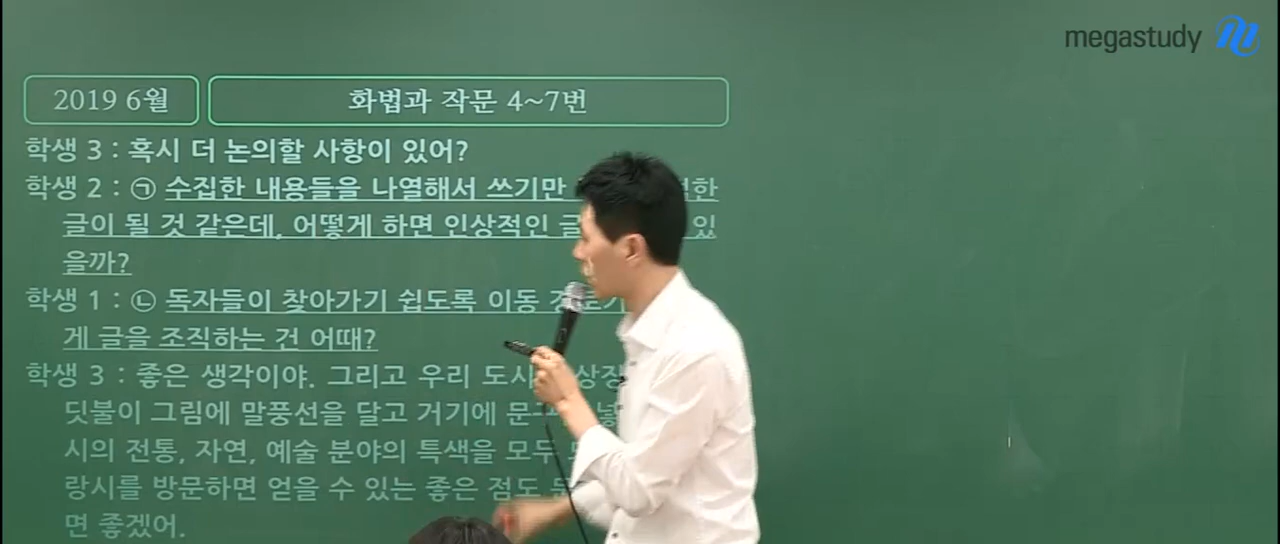 megastudy
2019 6월
화법과 작문 4~7번
학생 3 : 혹시 더 논의할 사항이 있어?
학생 2 : ㉠ 수집한 내용들을 나열해서 쓰기만 한
글이 될 것 같은데, 어떻게 하면 인상적인 있
을까?
학생 1 : ㉡ 독자들이 찾아가기 쉽도록 이동
게 글을 조직하는 건 어때?
학생 3 : 좋은 생각이야. 그리고 우리 도시
딧불이 그림에 말풍선을 달고 거기에
시의 전통, 자연, 예술 분야의 특색을 모두
랑시를 방문하면 얻을 수 있는 좋은 점도
면 좋겠어.